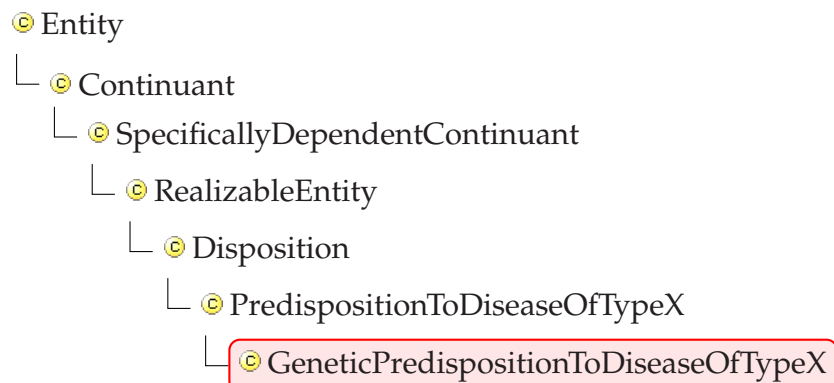 Entity
Continuant
SpecificallyDependentContinuant
RealizableEntity
Disposition
PredispositionToDiseaseOfTypeX
GeneticPredispositionToDiseaseOfTypeX